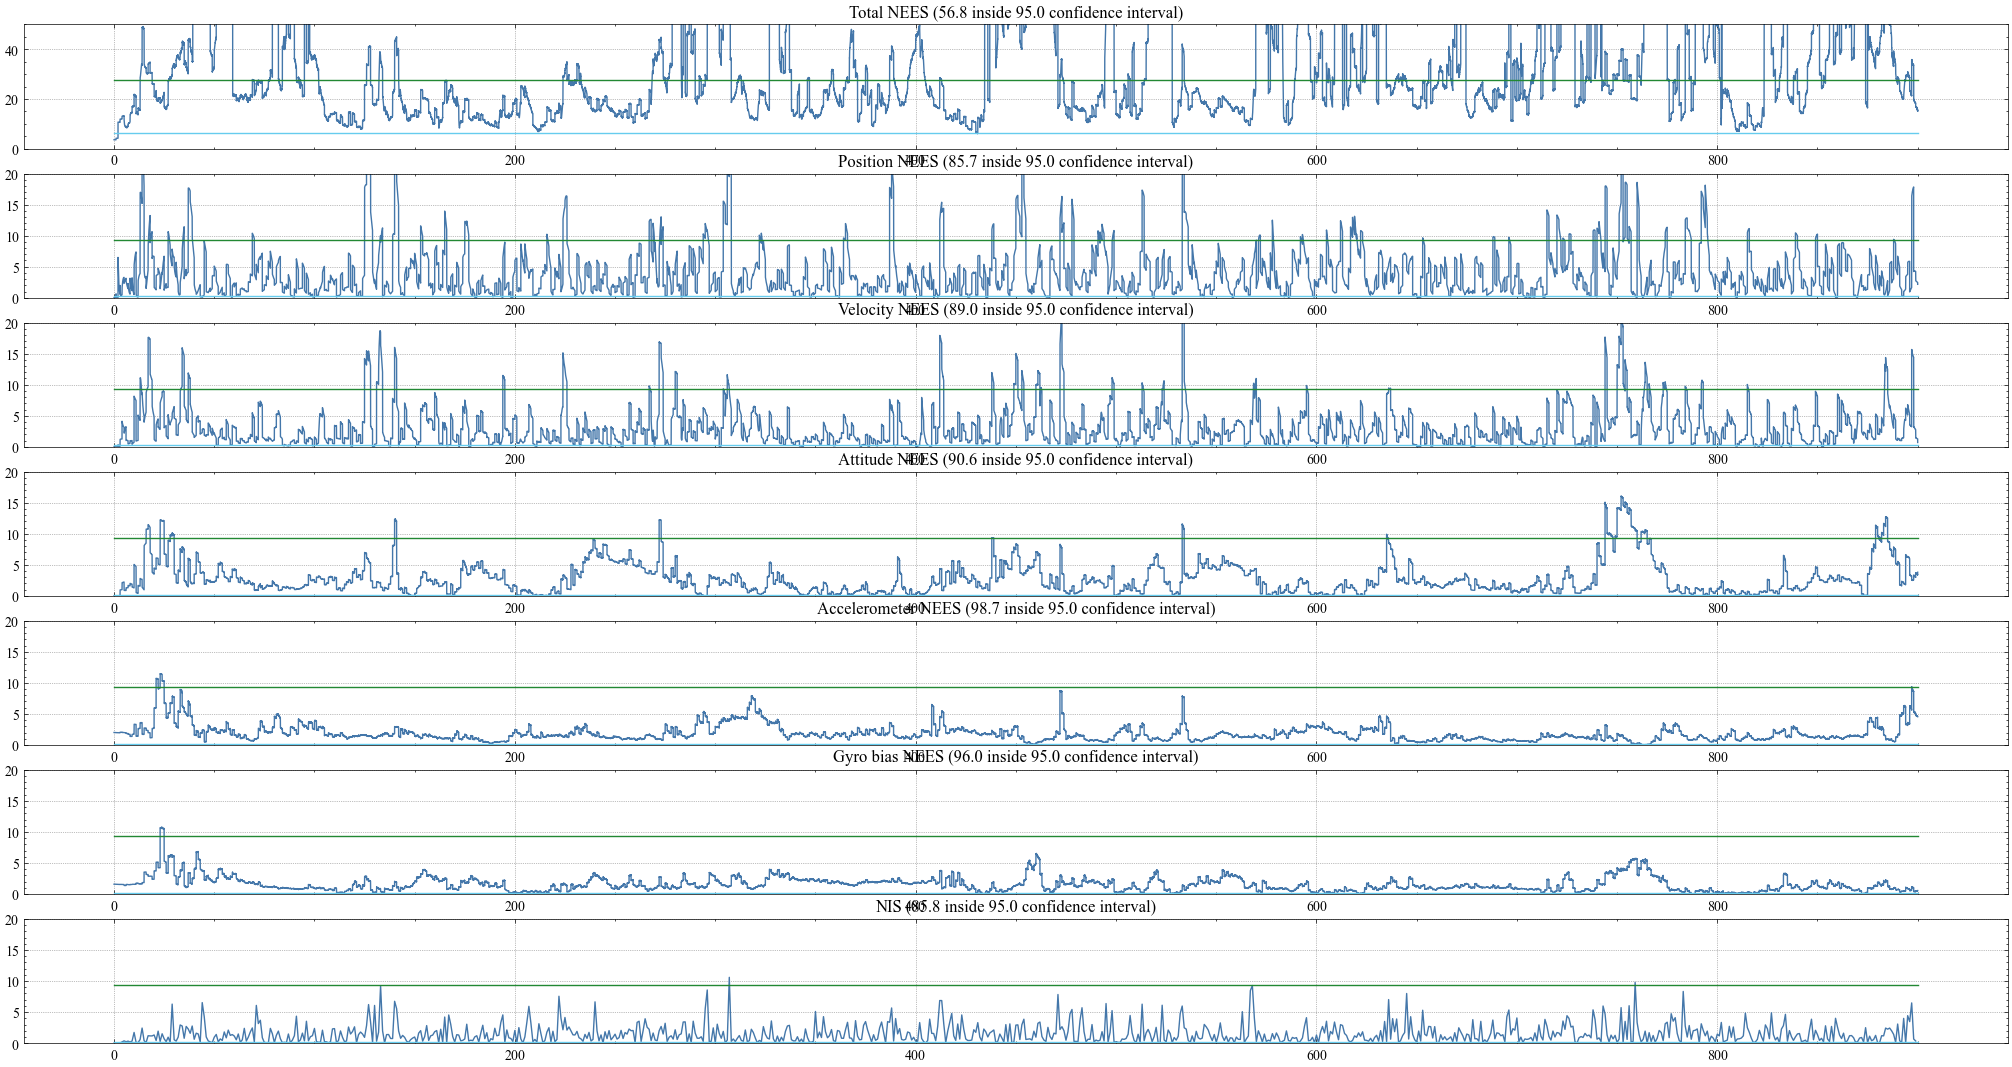 Total NEES (56.8 inside 95.0 confidence interval)
40
20
0
0 200 400 600 800
Position NEES (85.7 inside 95.0 confidence interval)
20
15
10
5
0
0 200 400 600 800
Velocity NEES (89.0 inside 95.0 confidence interval)
20
15
10
5
0
0 200 400 600 800
Attitude NEES (90.6 inside 95.0 confidence interval)
20
15
10
5
0
0 200 400 600 800
Accelerometer NEES (98.7 inside 95.0 confidence interval)
20
15
10
5
0
0 200 400 600 800
Gyro bias NEES (96.0 inside 95.0 confidence interval)
20
15
10
5
0
0 200 400 600 800
NIS (85.8 inside 95.0 confidence interval)
20
15
10
5
0
0 200 400 600 800